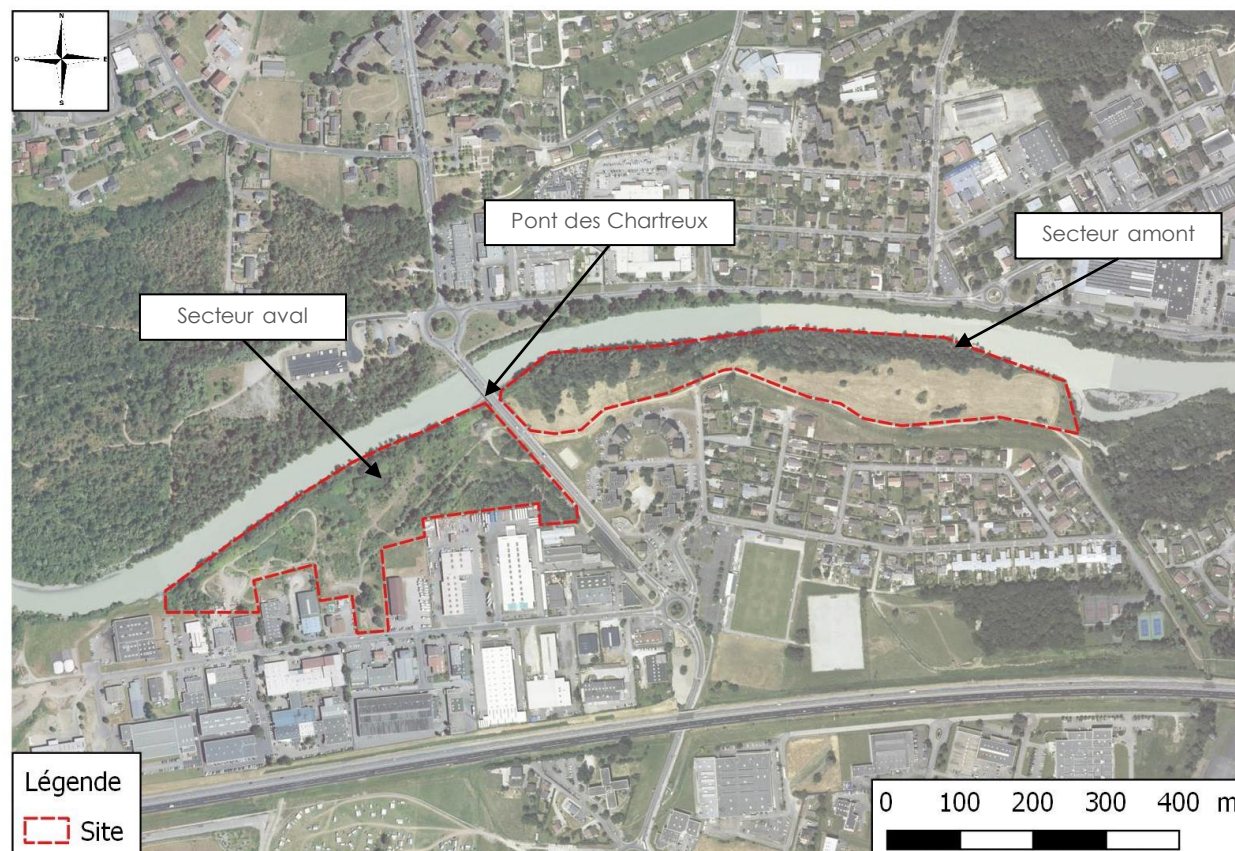 N
O E
S
Pont des Chartreux
Secteur amont
Secteur aval
Légende
Site
0 100 200 300 400 m